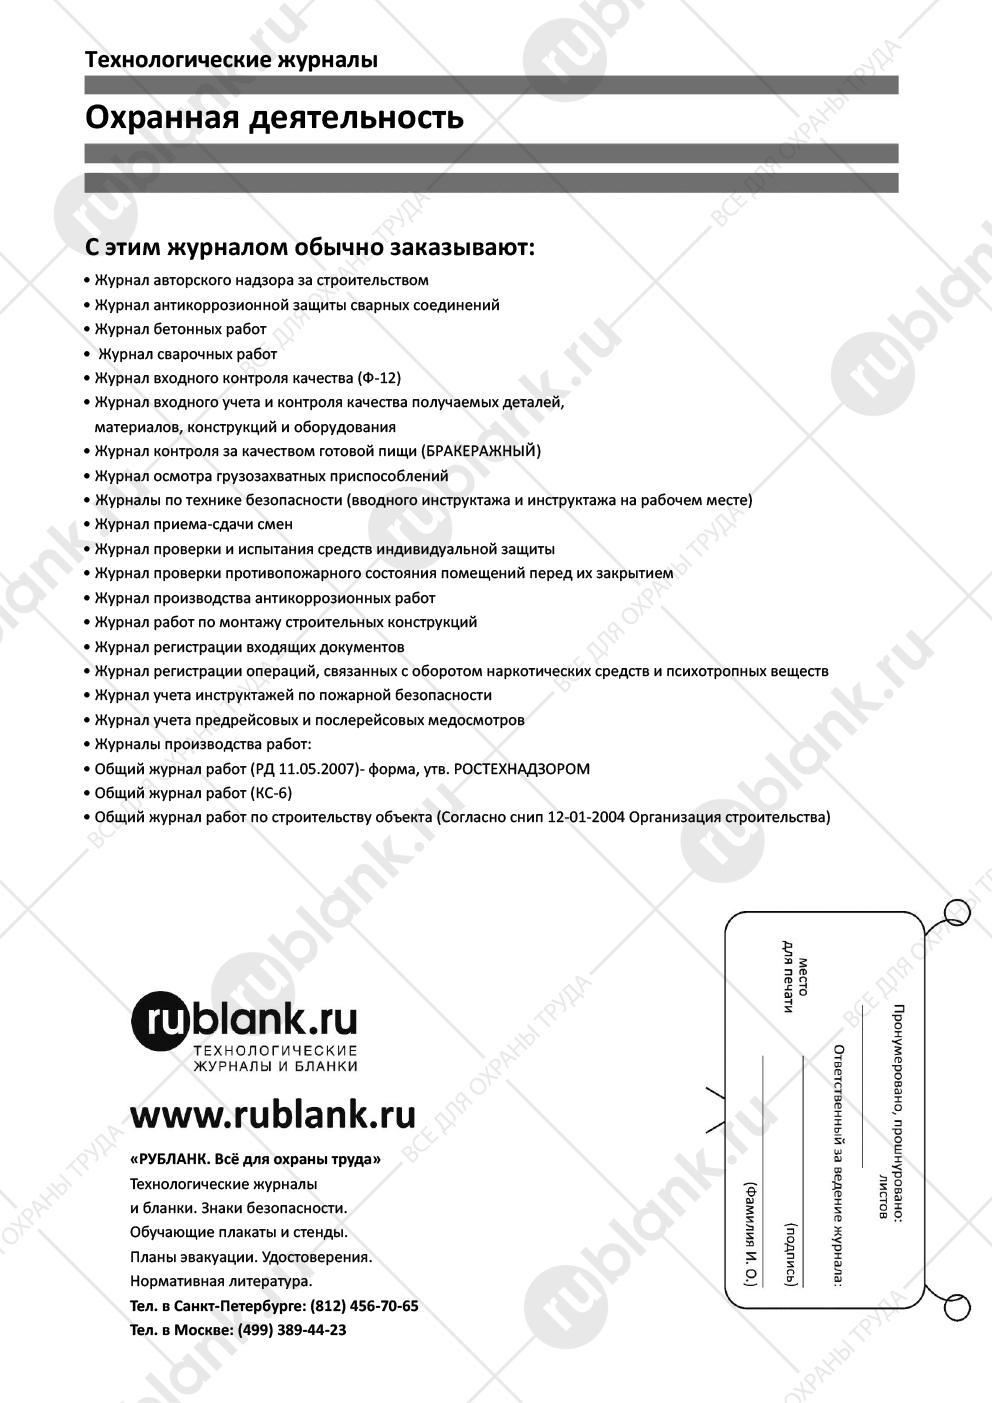 Технологические журналы
Охранная деятельность
С этим журналом обычно заказывают:
• Журнал авторского надзора за строительством
• Журнал антикоррозионной защиты сварных соединений
• Журнал бетонных работ
• Журнал сварочных работ
• Журнал входного контроля качества (Ф-12)
• Журнал входного учета и контроля качества получаемых деталей,
материалов, конструкций и оборудования
• Журнал контроля за качеством готовой пищи (БРАКЕРАЖНЫЙ)
• Журнал осмотра грузозахватных приспособлений
• Журналы по технике безопасности (вводного инструктажа и инструктажа на рабочем месте)
• Журнал приема-сдачи смен
• Журнал проверки и испытания средств индивидуальной защиты
• Журнал проверки противопожарного состояния помещений перед их закрытием
• Журнал производства антикоррозионных работ
• Журнал работ по монтажу строительных конструкций
• Журнал регистрации входящих документов
• Журнал регистрации операций, связанных с оборотом наркотических средств и психотропных веществ
• Журнал учета инструктажей по пожарной безопасности
• Журнал учета предрейсовых и послерейсовых медосмотров
• Журналы производства работ:
• Общий журнал работ (РД 11.05.2007)- форма, утв. РОСТЕХНАДЗОРОМ
• Общий журнал работ (КС-6)
• Общий журнал работ по строительству объекта (Согласно снип 12-01-2004 Организация строительства)
rublank.ru
ТЕХНОЛОГИЧЕСКИЕ
ЖУРНАЛЫ И БЛАНКИ
www.rublank.ru
«РУБЛАНК. Всё для охраны труда»
Технологические журналы
и бланки. Знаки безопасности.
Обучающие плакаты и стенды.
Планы эвакуации. Удостоверения.
Нормативная литература.
Тел. в Санкт-Петербурге: (812) 456-70-65
Тел. в Москве: (499) 389-44-23
Пронумеровано, прошнуровано:
листов
Ответственный за ведение журнала:
место
для печати
(подпись)
(Фамилия И. О.)
rublank.ru
ВСЕ ДЛЯ ОХРАНЫ ТРУДА